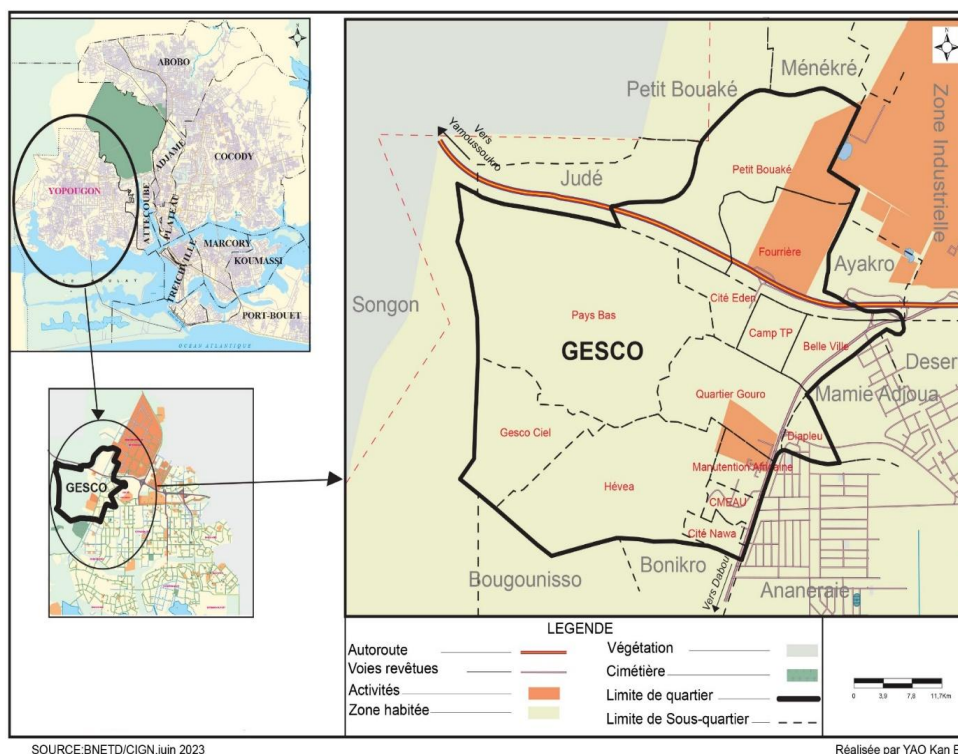 ABOBO
YOPOUGON
ADJAME
COCODY
ATTECOUBE
PLATEAU
MARCORY
TREICHVILLE
KOUMASSI
PORT-BOUET
OCEAN ATLANTIQUE
GESCO
N
Ménékré
Petit Bouaké
Zone Industrielle
Vers
Yamoussoukro
Judé
Petit Bouaké
Fourrière
Ayakro
Songon
Cité Eden
Pays Bas
Camp TP
GESCO
Belle Ville
Deser
Quartier Gouro
Mamie Adjoua
Gesco Ciel
Diapleu
Manutention Africaine
Hévea
CMEAU
Cité Nawa
Bonikro
Bougounisso
Vers Dabou
Ananeraie
LEGENDE
Autoroute
Voies revêtues
Activités
Zone habitée
Végétation
Cimétière
Limite de quartier
Limite de Sous-quartier
0 3,9 7,8 11,7Km
SOURCE:BNETD/CIGN,juin 2023
Réalisée par YAO Kan E